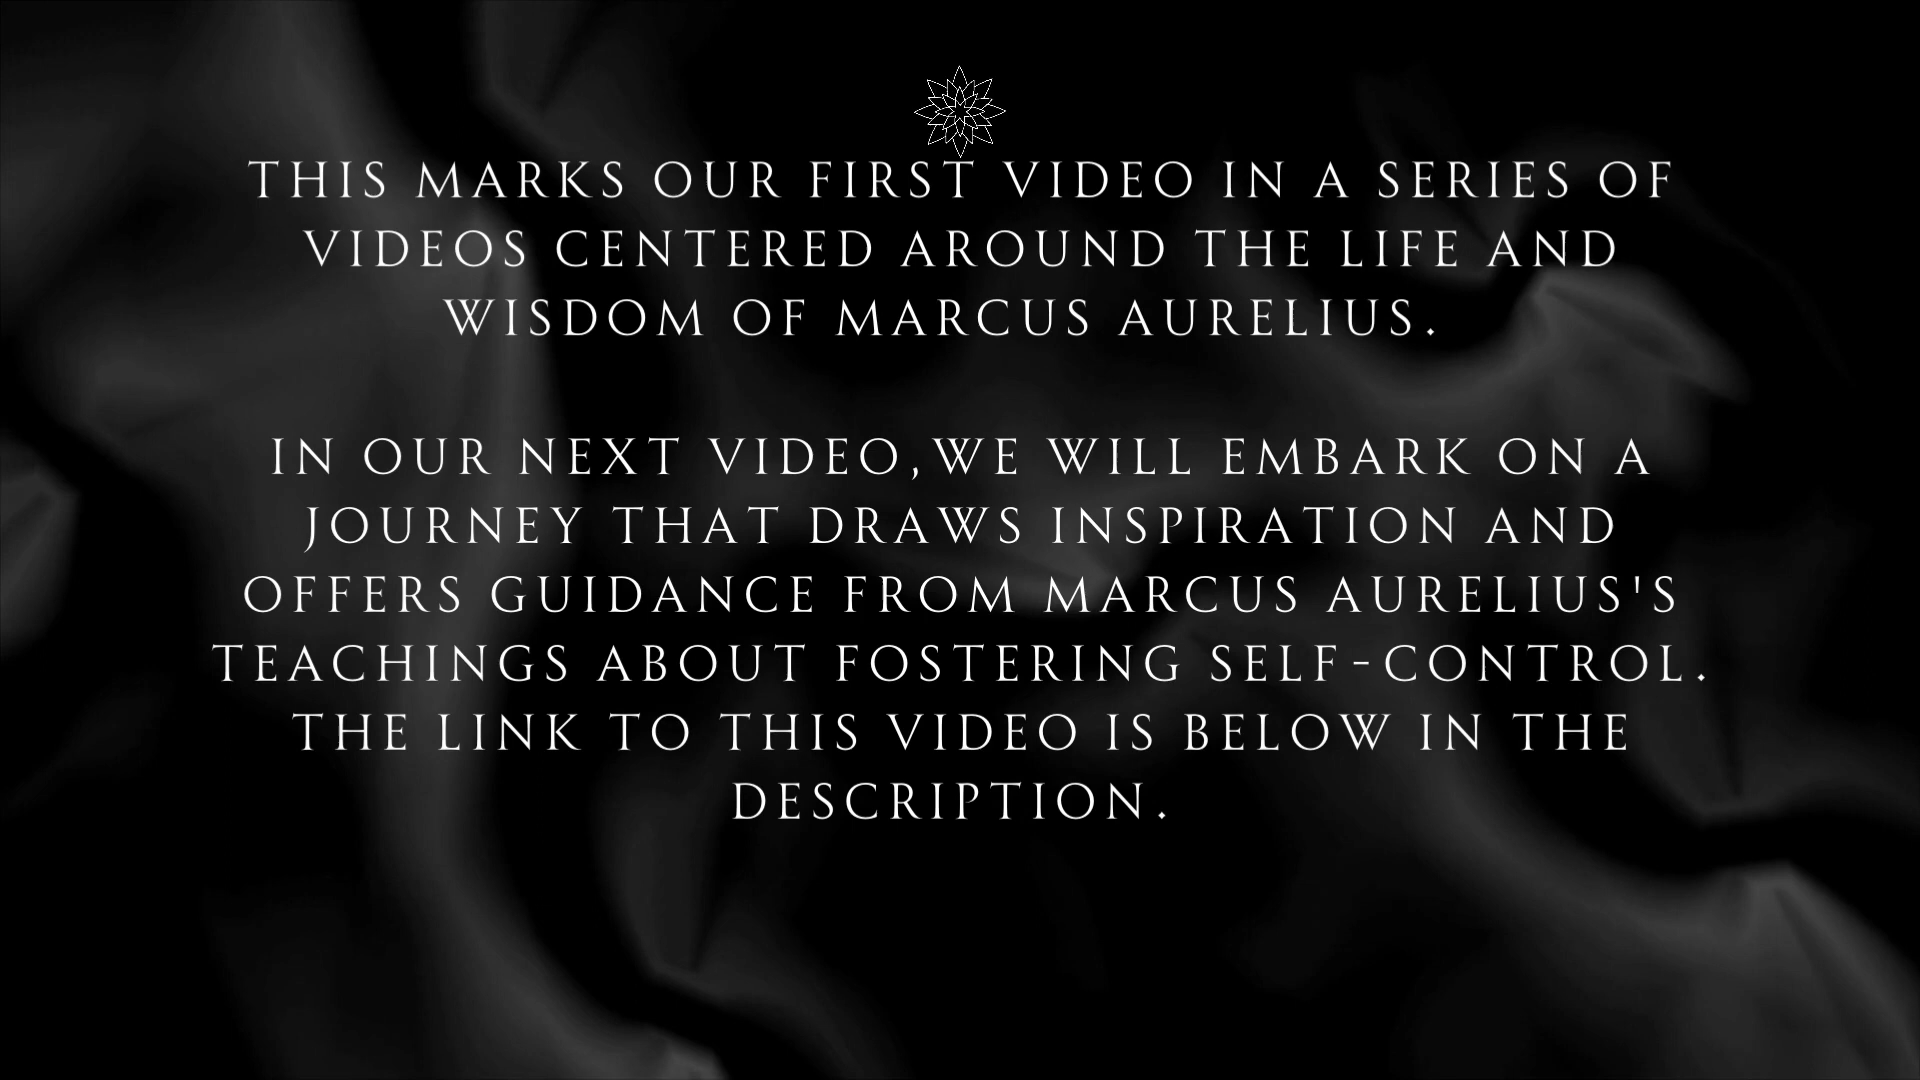 THIS MARKS OUR FIRST VIDEO IN A SERIES OF
VIDEOS CENTERED AROUND THE LIFE AND
WISDOM OF MARCUS AURELIUS.
IN OUR NEXT VIDEO,WE WILL EMBARK ON A
JOURNEY THAT DRAWS INSPIRATION AND
OFFERS GUIDANCE FROM MARCUS AURELIUS'S
TEACHINGS ABOUT FOSTERING SELF-CONTROL.
THE LINK TO THIS VIDEO IS BELOW IN THE
DESCRIPTION.